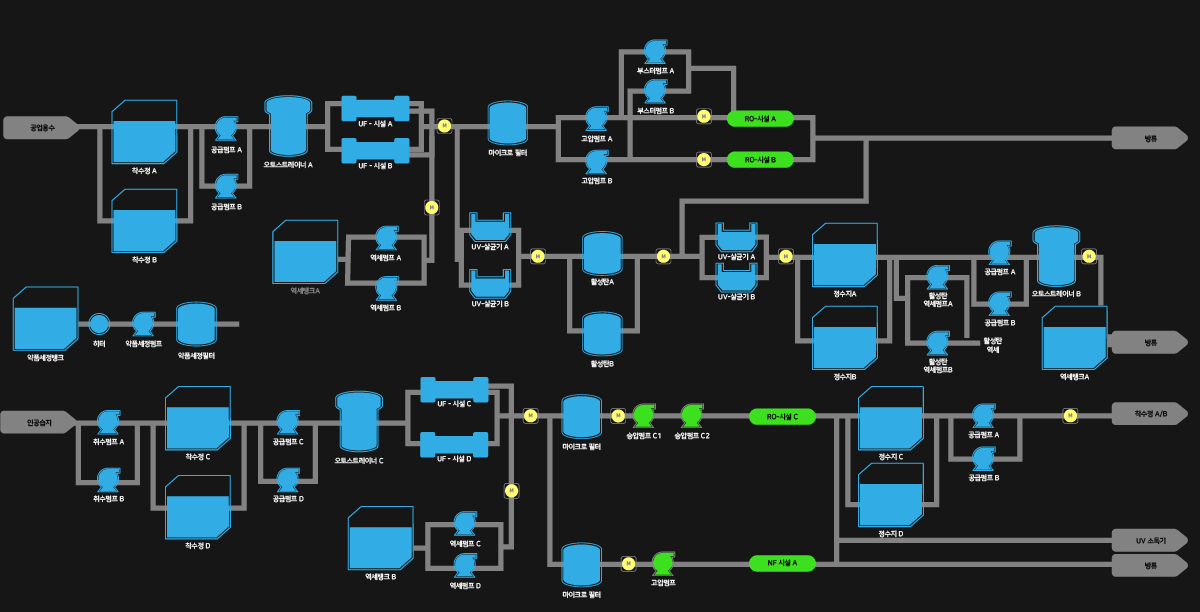 부스터펌프 A
부스터펌프 B
공업용수
착수정 A
착수정 B
공급펌프 A
공급펌프 B
오토스트레이너 A
UF - 시설 A
UF - 시설 B
M
마이크로 필터
고압펌프 A
고압펌프 B
M
M
RO-시설 A
RO-시설 B
방류
M
역세탱크A
역세펌프 A
역세펌프 B
UV-살균기 A
UV-살균기 B
M
활성탄A
활성탄B
M
UV-살균기 A
UV-살균기 B
M
정수지A
정수지B
활성탄
역세펌프A
활성탄
역세펌프B
공급펌프 A
공급펌프 B
활성탄
역세
오토스트레이너 B
M
역세탱크A
방류
약품세정탱크
히터
약품세정펌프
약품세정필터
인공습지
취수펌프 A
취수펌프 B
착수정 C
착수정 D
공급펌프 C
공급펌프 D
오토스트레이너 C
UF - 시설 C
UF - 시설 D
M
M
역세탱크 B
역세펌프 C
역세펌프 D
마이크로 필터
M
승압펌프 C1
승압펌프 C2
RO-시설 C
정수지 C
정수지 D
공급펌프 A
공급펌프 B
M
착수정 A/B
마이크로 필터
M
고압펌프
NF 시설 A
UV 소독기
방류